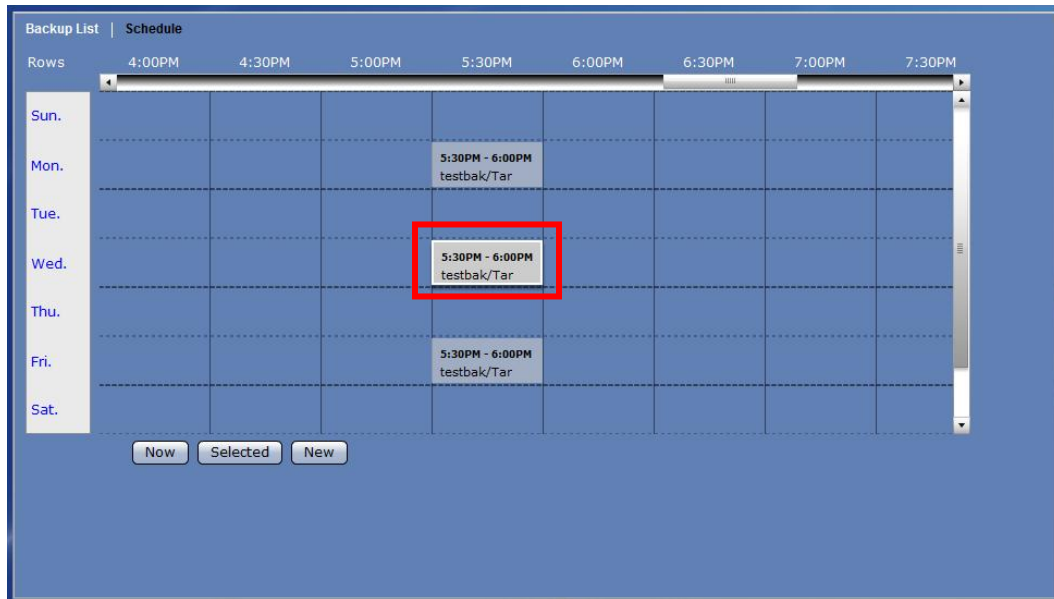 Backup List | Schedule
Rows 4:00PM 4:30PM 5:00PM 5:30PM 6:00PM 6:30PM 7:00PM 7:30PM
Sun.
Mon.
5:30PM - 6:00PM
testbak/Tar
Tue.
Wed.
5:30PM - 6:00PM
testbak/Tar
Thu.
Fri.
5:30PM - 6:00PM
testbak/Tar
Sat.
Now Selected New